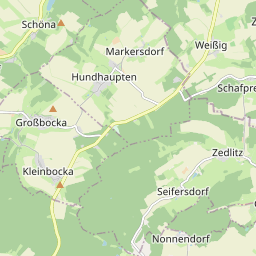 Schöna
Markersdorf
Weißig
Hundhaupten
Schafpre
Großbocka
Zedlitz
Kleinbocka
Seifersdorf
Nonnendorf